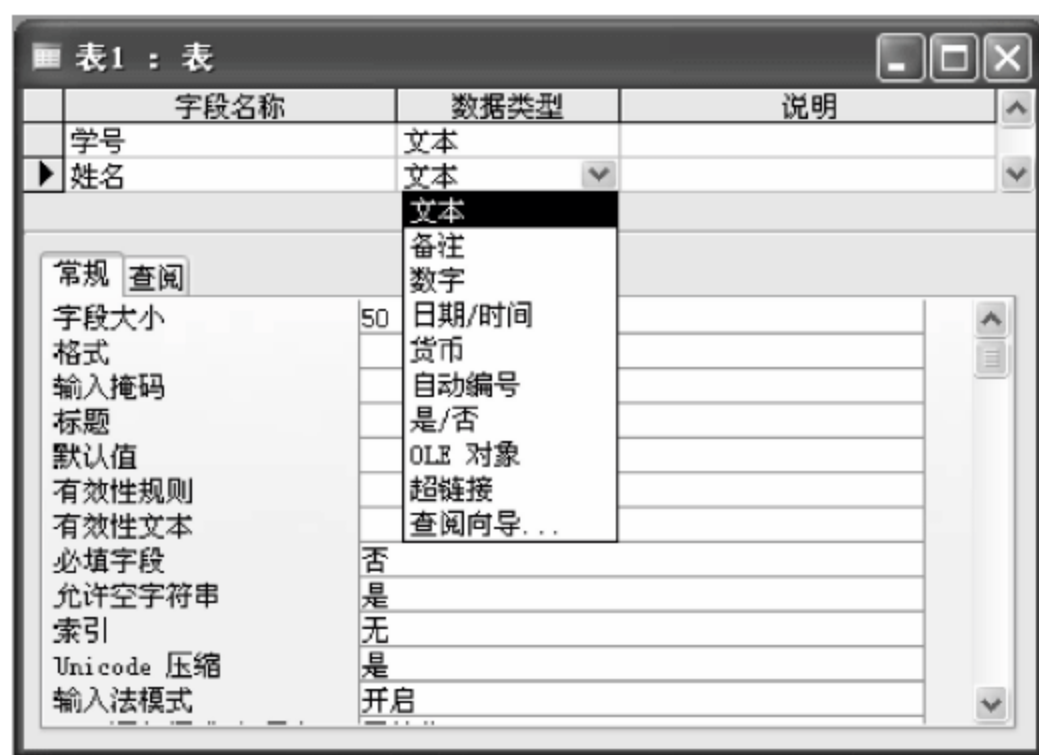 表1 : 表
字段名称 数据类型 说明
学号 文本
姓名 文本
文本
备注
数字
日期/时间
货币
自动编号
是/否
OLE 对象
超链接
查阅向导...
常规 查阅
字段大小 50
格式
输入掩码
标题
默认值
有效性规则
有效性文本
必填字段 否
允许空字符串 是
索引 无
Unicode 压缩 是
输入法模式 开启